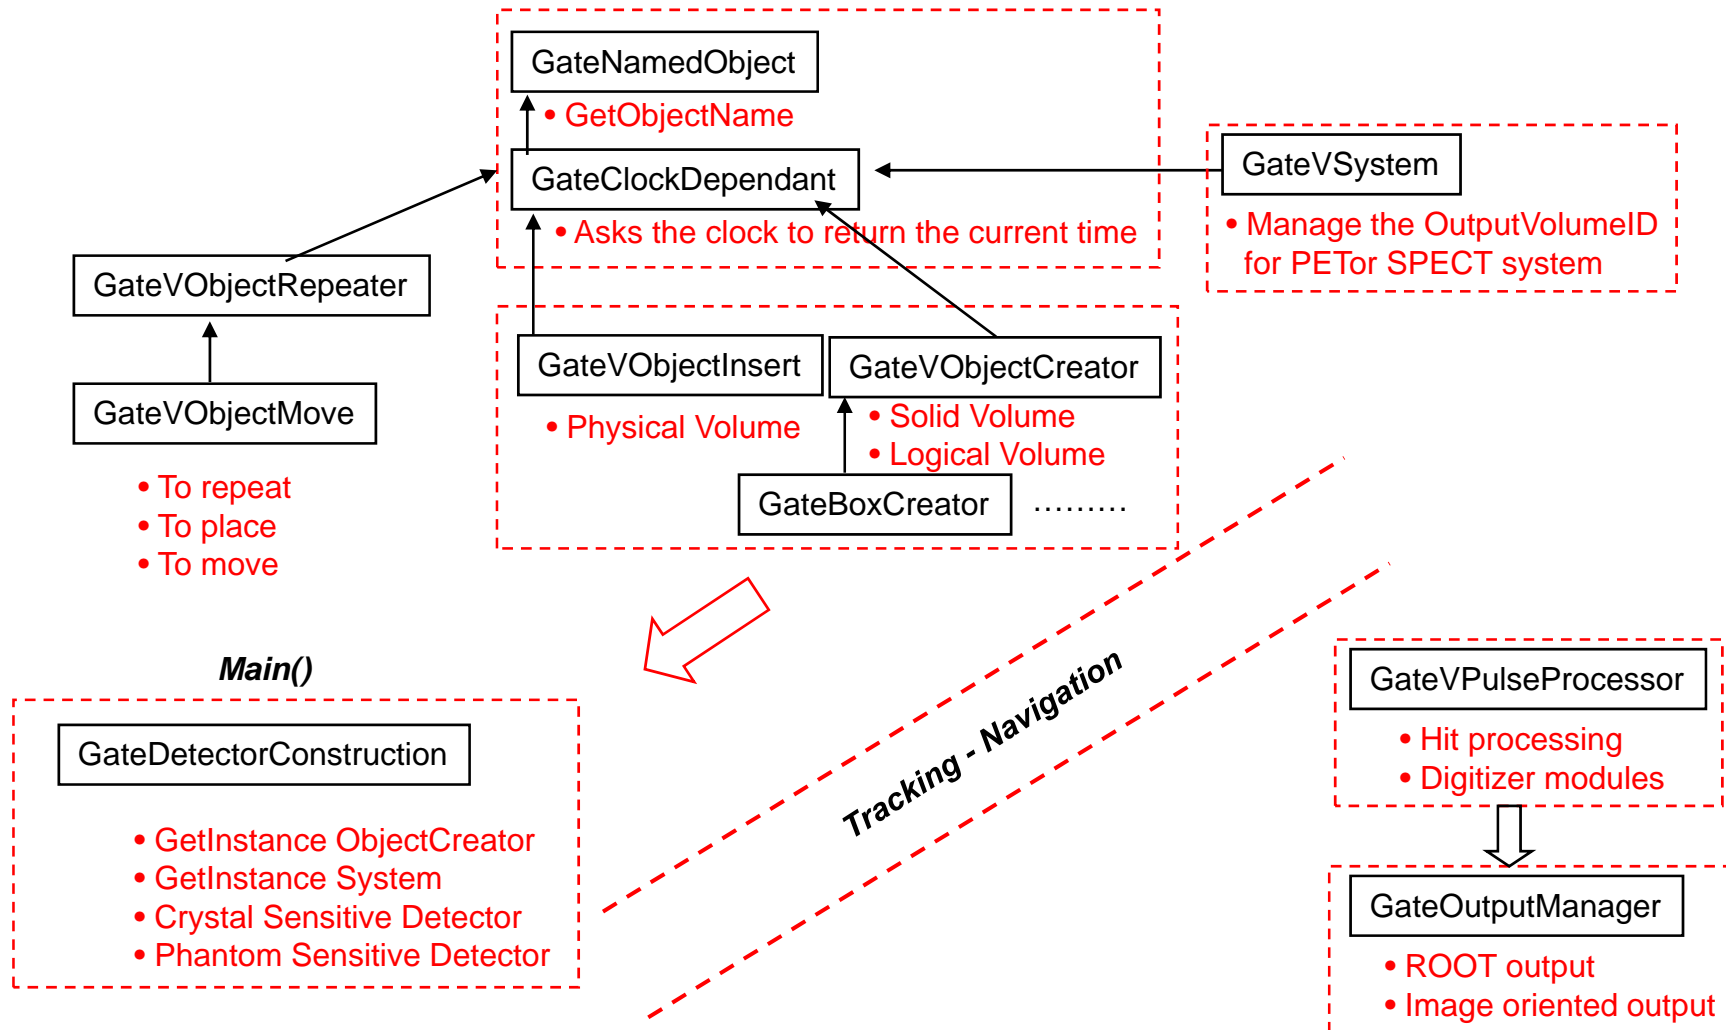 GateNamedObject
• GetObjectName
GateClockDependant
• Asks the clock to return the current time
GateVSystem
• Manage the OutputVolumeID
for PETor SPECT system
GateVObjectRepeater
GateVObjectMove
• To repeat
• To place
• To move
GateVObjectInsert
• Physical Volume
GateVObjectCreator
• Solid Volume
• Logical Volume
GateBoxCreator
.........
Main()
GateDetectorConstruction
• GetInstance ObjectCreator
• GetInstance System
• Crystal Sensitive Detector
• Phantom Sensitive Detector
Tracking - Navigation
GateVPulseProcessor
• Hit processing
• Digitizer modules
GateOutputManager
• ROOT output
• Image oriented output